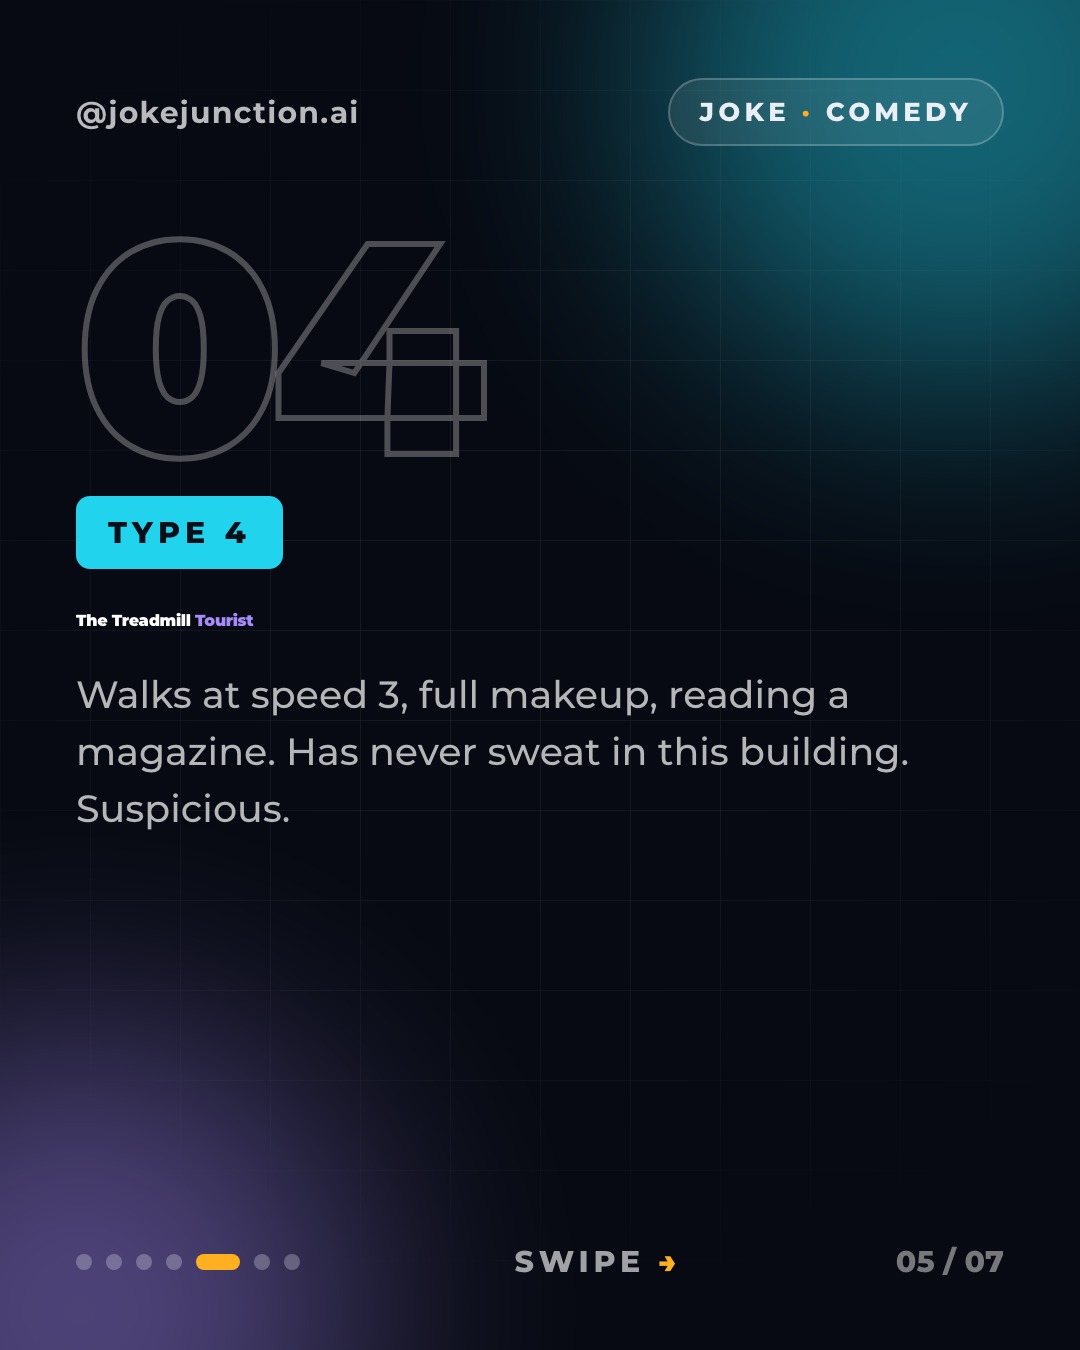 @jokejunction.ai
JOKE • COMEDY
04
TYPE 4
The Treadmill Tourist
Walks at speed 3, full makeup, reading a
magazine. Has never sweat in this building.
Suspicious.
SWIPE →
05 / 07